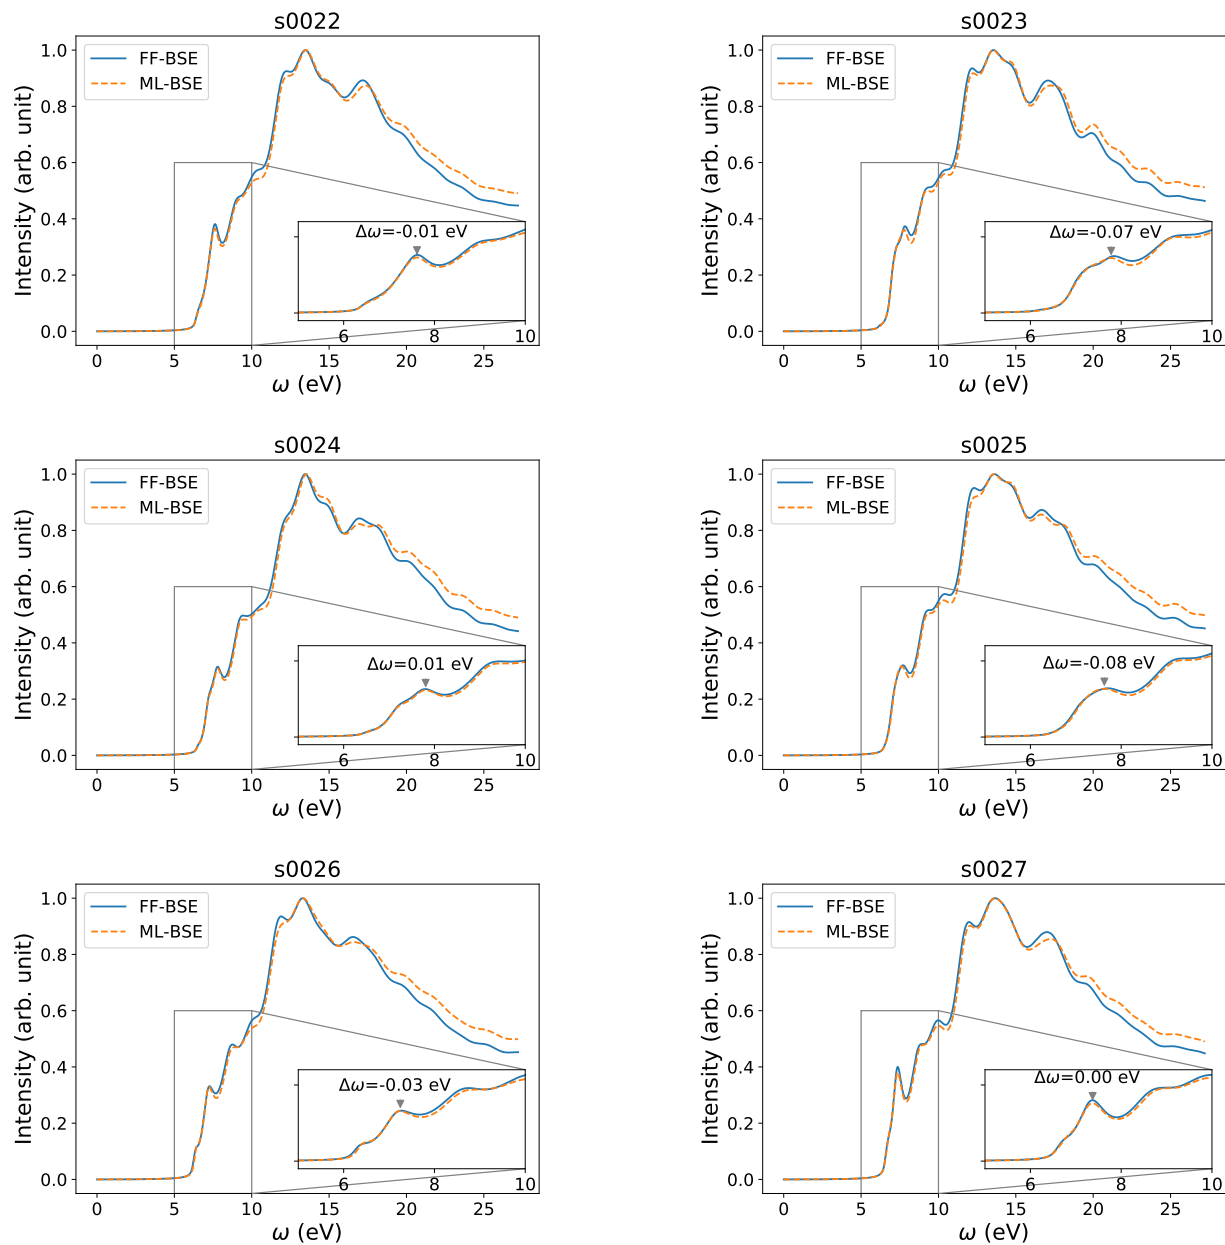 s0022
FF-BSE
ML-BSE
Intensity (arb. unit)
1.0
0.8
0.6
0.4
0.2
0.0
Δω=-0.01 eV
6
8
10
0
5
10
15
20
25
ω (eV)
s0023
FF-BSE
ML-BSE
Intensity (arb. unit)
1.0
0.8
0.6
0.4
0.2
0.0
Δω=-0.07 eV
6
8
10
0
5
10
15
20
25
ω (eV)
s0024
FF-BSE
ML-BSE
Intensity (arb. unit)
1.0
0.8
0.6
0.4
0.2
0.0
Δω=0.01 eV
6
8
10
0
5
10
15
20
25
ω (eV)
s0025
FF-BSE
ML-BSE
Intensity (arb. unit)
1.0
0.8
0.6
0.4
0.2
0.0
Δω=-0.08 eV
6
8
10
0
5
10
15
20
25
ω (eV)
s0026
FF-BSE
ML-BSE
Intensity (arb. unit)
1.0
0.8
0.6
0.4
0.2
0.0
Δω=-0.03 eV
6
8
10
0
5
10
15
20
25
ω (eV)
s0027
FF-BSE
ML-BSE
Intensity (arb. unit)
1.0
0.8
0.6
0.4
0.2
0.0
Δω=0.00 eV
6
8
10
0
5
10
15
20
25
ω (eV)